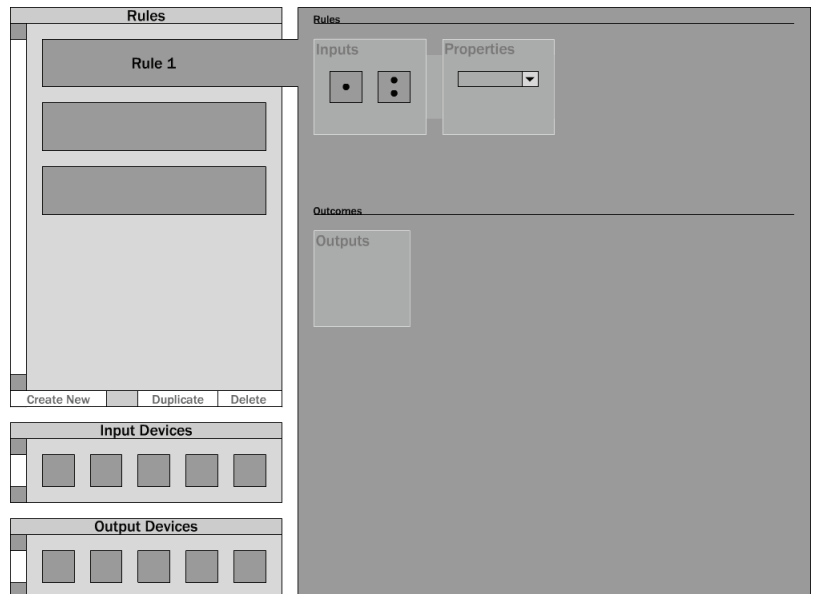 Rules
Rule 1
Create New
Duplicate
Delete
Input Devices
Output Devices
Rules
Inputs
Properties
Outcomes
Outputs